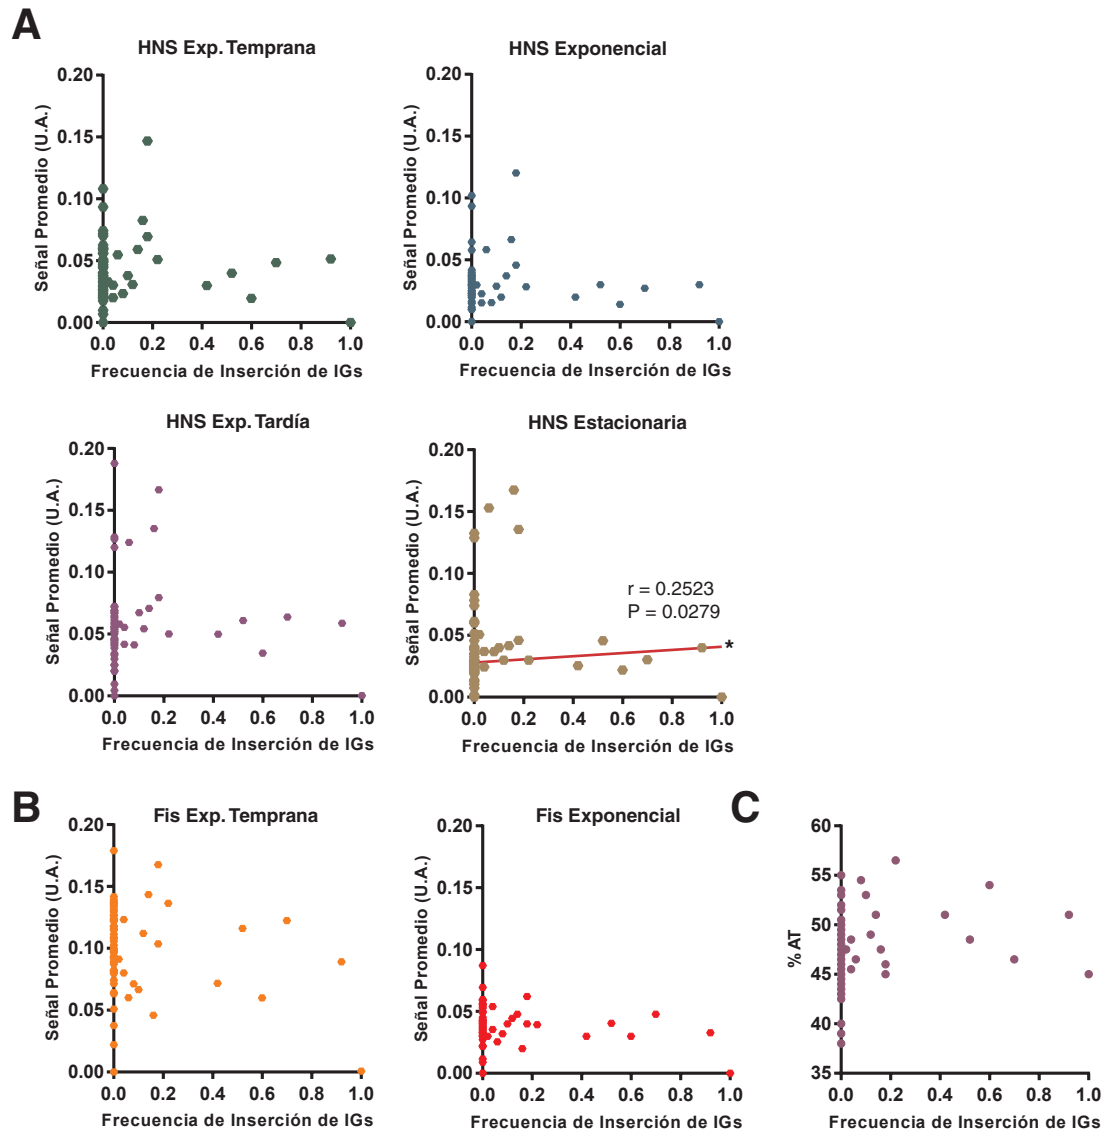 A
HNS Exp. Temprana
Señal Promedio (U.A.)
0.20
0.15
0.10
0.05
0.00
0.0 0.2 0.4 0.6 0.8 1.0
Frecuencia de Inserción de IGs
HNS Exponencial
Señal Promedio (U.A.)
0.20
0.15
0.10
0.05
0.00
0.0 0.2 0.4 0.6 0.8 1.0
Frecuencia de Inserción de IGs
HNS Exp. Tardía
Señal Promedio (U.A.)
0.20
0.15
0.10
0.05
0.00
0.0 0.2 0.4 0.6 0.8 1.0
Frecuencia de Inserción de IGs
HNS Estacionaria
Señal Promedio (U.A.)
0.20
0.15
0.10
0.05
0.00
r = 0.2523
P = 0.0279
*
0.0 0.2 0.4 0.6 0.8 1.0
Frecuencia de Inserción de IGs
B
Fis Exp. Temprana
Señal Promedio (U.A.)
0.20
0.15
0.10
0.05
0.00
0.0 0.2 0.4 0.6 0.8 1.0
Frecuencia de Inserción de IGs
Fis Exponencial
Señal Promedio (U.A.)
0.20
0.15
0.10
0.05
0.00
0.0 0.2 0.4 0.6 0.8 1.0
Frecuencia de Inserción de IGs
C
% AT
60
55
50
45
40
35
0.0 0.2 0.4 0.6 0.8 1.0
Frecuencia de Inserción de IGs